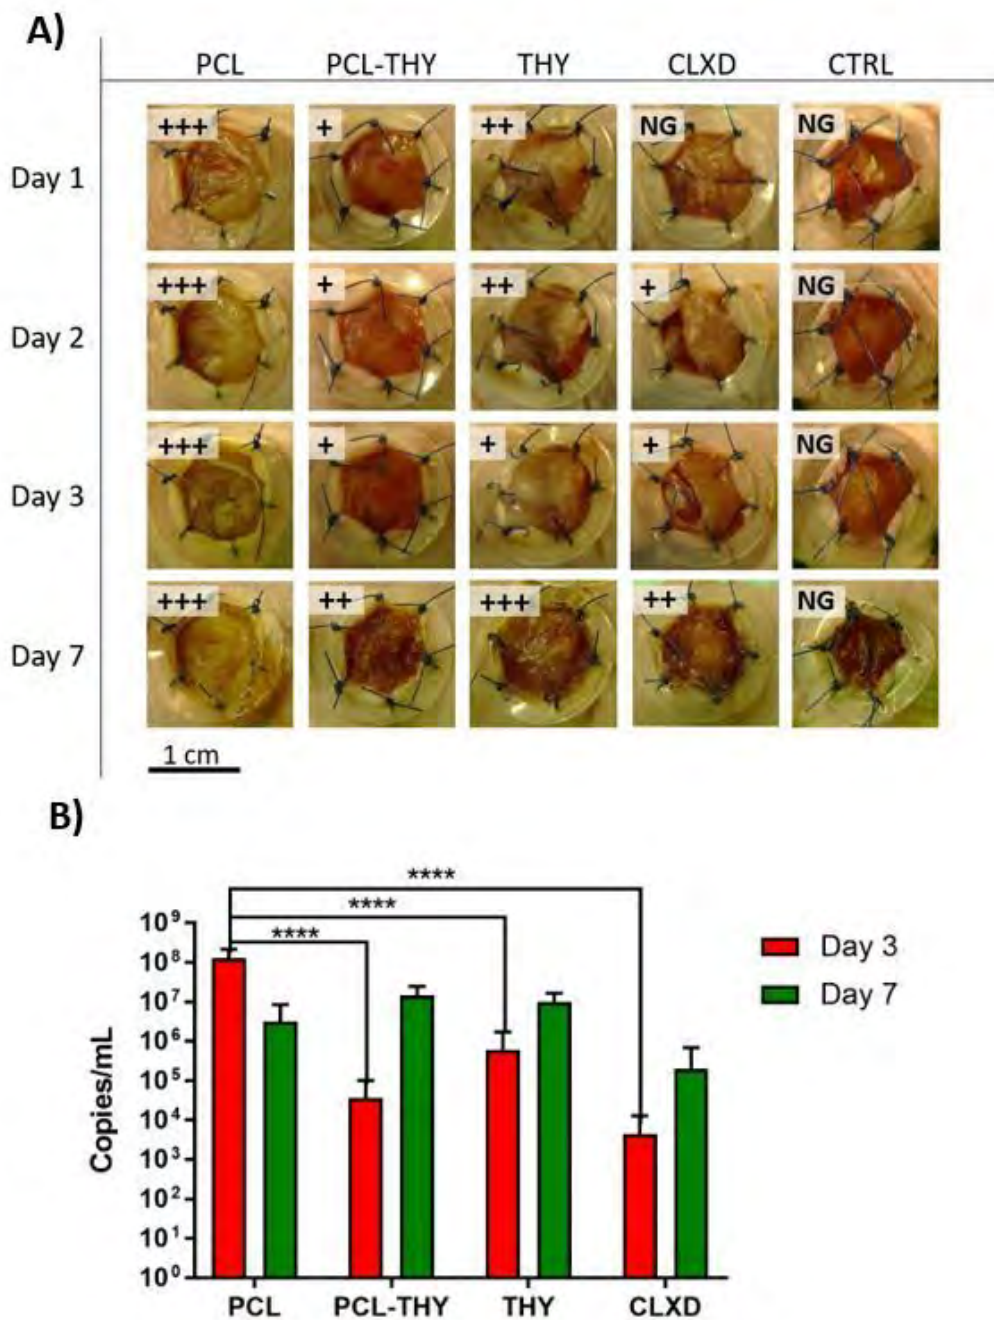 A)
PCL PCL-THY THY CLXD CTRL
Day 1 +++ + ++ NG NG
Day 2 +++ + ++ + NG
Day 3 +++ + + + NG
Day 7 +++ ++ +++ ++ NG
1 cm
B)
****
****
****
Copies/mL
10⁹
10⁸
10⁷
10⁶
10⁵
10⁴
10³
10²
10¹
10⁰
PCL PCL-THY THY CLXD
Day 3
Day 7